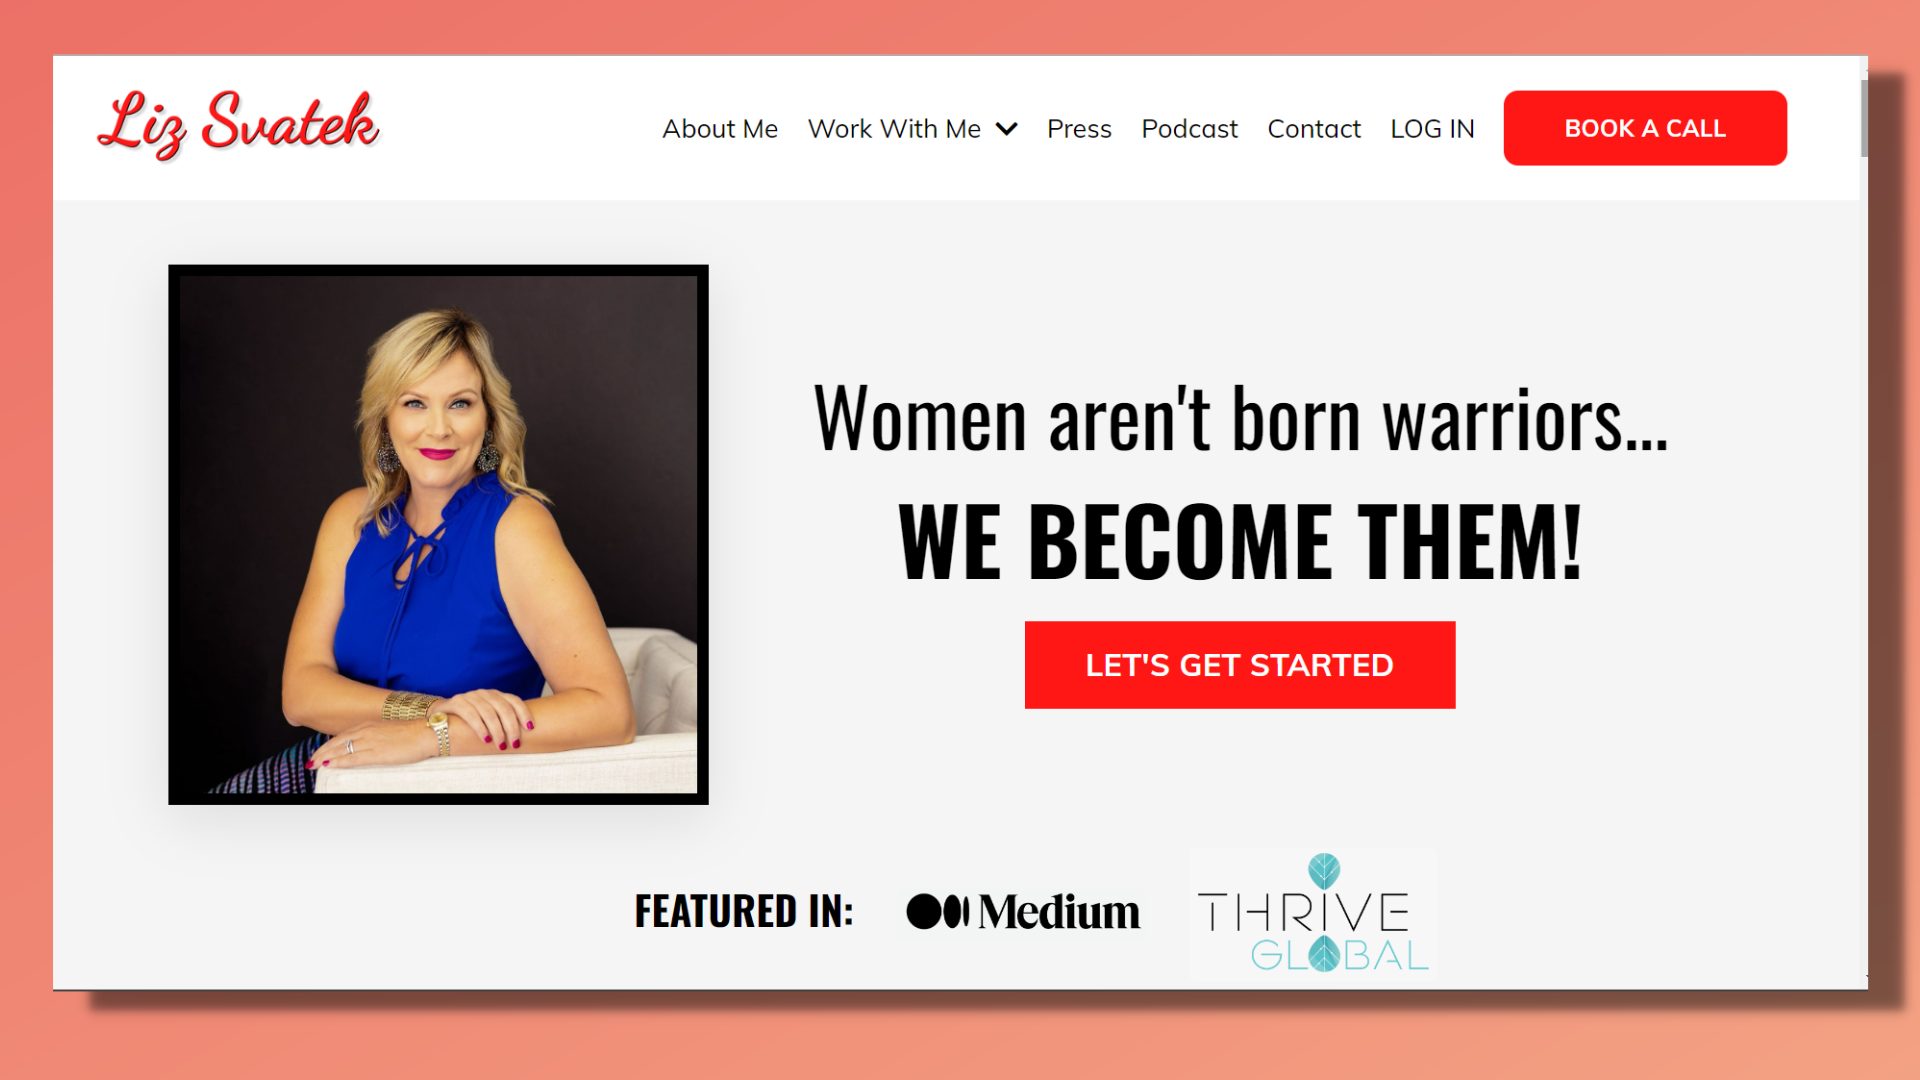 Liz Svatek
About Me Work With Me Press Podcast Contact LOG IN BOOK A CALL
Women aren't born warriors...
WE BECOME THEM!
LET'S GET STARTED
FEATURED IN: Medium THRIVE
GLOBAL